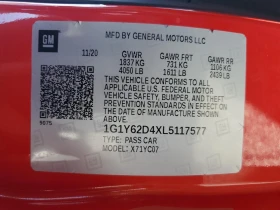 GM
MFD BY GENERAL MOTORS LLC
11/20 GVWR GAWR FRT GAWR RR
1837 KG 731 KG 1106 KG
4050 LB 1611 LB 2439 LB
THIS VEHICLE CONFORMS TO ALL
APPLICABLE U.S. FEDERAL MOTOR
VEHICLE SAFETY, BUMPER, AND
THEFT PREVENTION STANDARDS IN
EFFECT ON THE DATE OF MANUFACTURE
SHOWN ABOVE.
1G1Y62D4XL5117577
TYPE: PASS CAR
MODEL: X71YC07